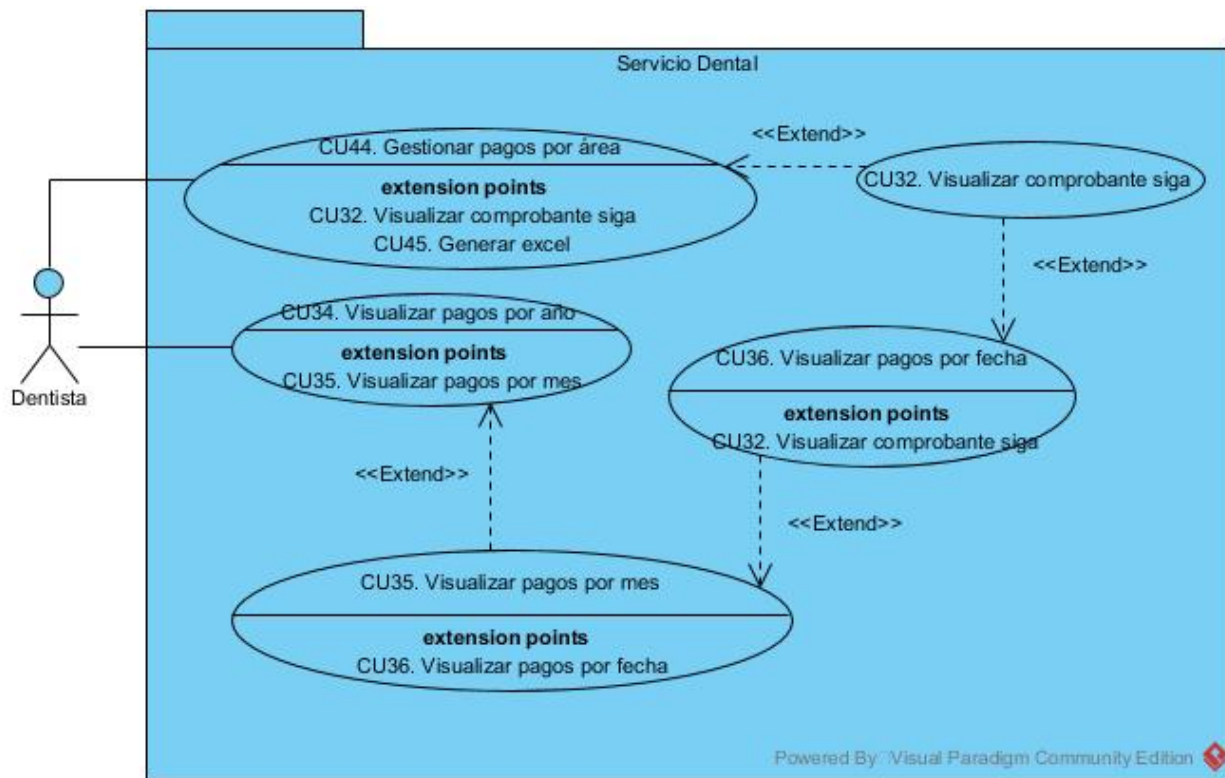 Servicio Dental
CU44. Gestionar pagos por área
extension points
CU32. Visualizar comprobante siga
CU45. Generar excel
<<Extend>>
CU32. Visualizar comprobante siga
<<Extend>>
Dentista
CU34. Visualizar pagos por año
extension points
CU35. Visualizar pagos por mes
CU36. Visualizar pagos por fecha
extension points
CU32. Visualizar comprobante siga
<<Extend>>
<<Extend>>
CU35. Visualizar pagos por mes
extension points
CU36. Visualizar pagos por fecha
Powered By Visual Paradigm Community Edition